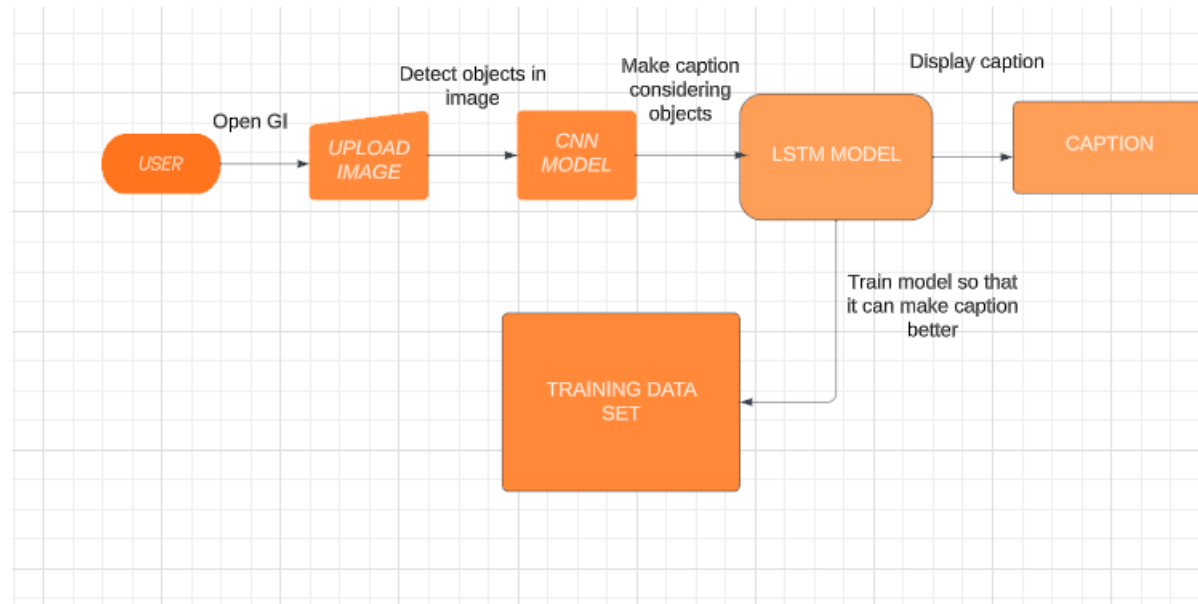 Open GI
Detect objects in
image
Make caption
considering
objects
Display caption
USER
UPLOAD
IMAGE
CNN
MODEL
LSTM MODEL
CAPTION
Train model so that
it can make caption
better
TRAINING DATA
SET